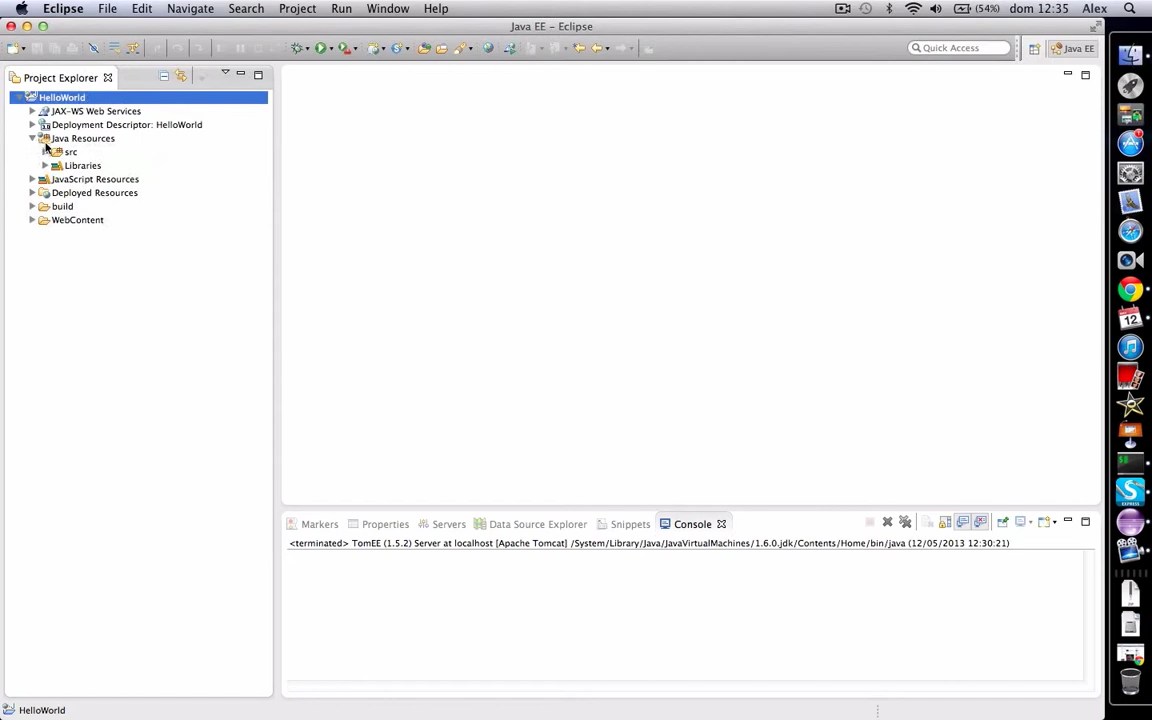 Eclipse File Edit Navigate Search Project Run Window Help (54%) dom 12:35 Alex
Java EE - Eclipse
Quick Access Java EE
Project Explorer
HelloWorld
JAX-WS Web Services
Deployment Descriptor: HelloWorld
Java Resources
src
Libraries
JavaScript Resources
Deployed Resources
build
WebContent
Markers Properties Servers Data Source Explorer Snippets Console
<terminated> TomEE (1.5.2) Server at localhost [Apache Tomcat] /System/Library/Java/JavaVirtualMachines/1.6.0.jdk/Contents/Home/bin/java (12/05/2013 12:30:21)
HelloWorld